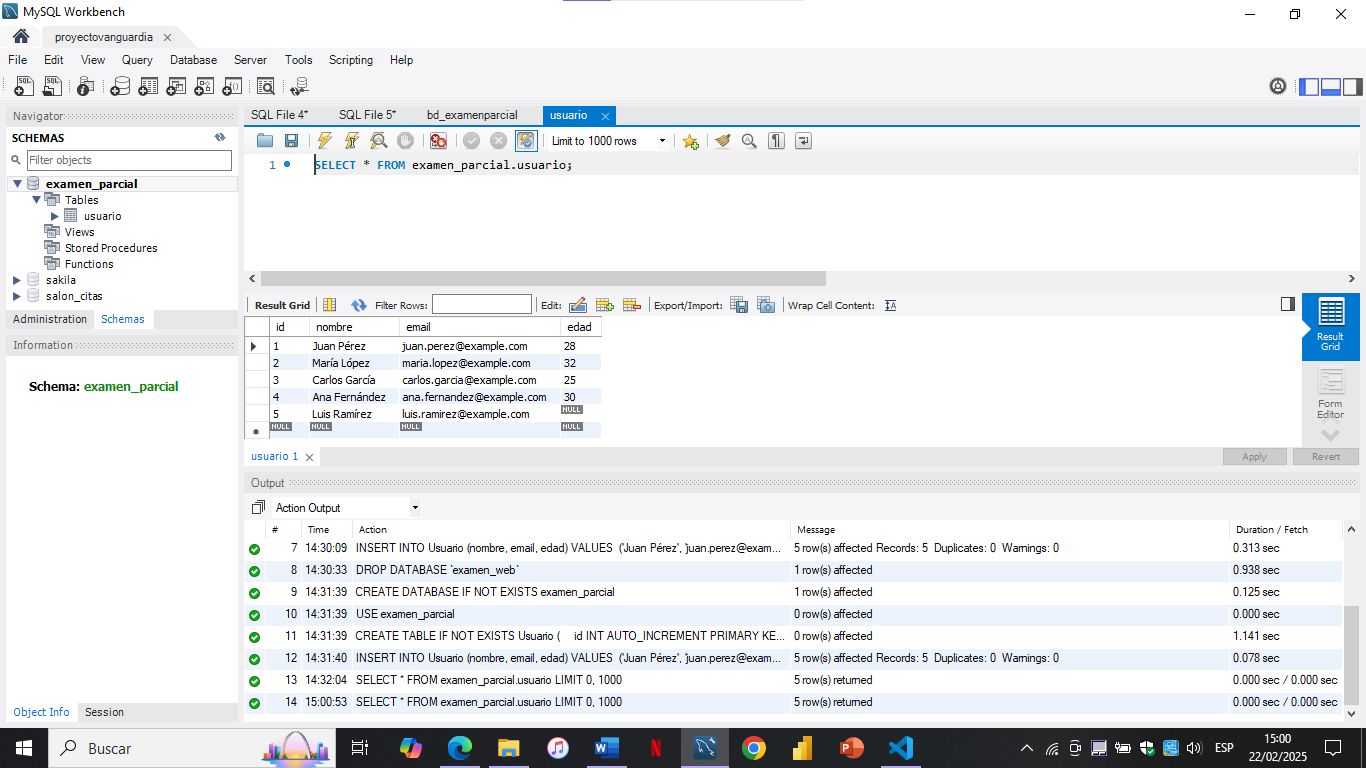 MySQL Workbench
proyectovanguardia
File Edit View Query Database Server Tools Scripting Help
Navigator
SCHEMAS
Filter objects
examen_parcial
Tables
usuario
Views
Stored Procedures
Functions
sakila
salon_citas
Administration Schemas
Information
Schema: examen_parcial
Object Info Session
SQL File 4* SQL File 5* bd_examenparcial usuario
Limit to 1000 rows
1 SELECT * FROM examen_parcial.usuario;
Result Grid Filter Rows: Edit: Export/Import: Wrap Cell Content:
id nombre email edad
1 Juan Pérez juan.perez@example.com 28
2 María López maria.lopez@example.com 32
3 Carlos García carlos.garcia@example.com 25
4 Ana Fernández ana.fernandez@example.com 30
5 Luis Ramírez luis.ramirez@example.com NULL
NULL NULL NULL NULL
Result
Grid
Form
Editor
usuario 1
Apply Revert
Output
Action Output
# Time Action Message Duration / Fetch
7 14:30:09 INSERT INTO Usuario (nombre, email, edad) VALUES ('Juan Pérez', 'juan.perez@exam... 5 row(s) affected Records: 5 Duplicates: 0 Warnings: 0 0.313 sec
8 14:30:33 DROP DATABASE `examen_web` 1 row(s) affected 0.938 sec
9 14:31:39 CREATE DATABASE IF NOT EXISTS examen_parcial 1 row(s) affected 0.125 sec
10 14:31:39 USE examen_parcial 0 row(s) affected 0.000 sec
11 14:31:39 CREATE TABLE IF NOT EXISTS Usuario ( id INT AUTO_INCREMENT PRIMARY KE... 0 row(s) affected 1.141 sec
12 14:31:40 INSERT INTO Usuario (nombre, email, edad) VALUES ('Juan Pérez', 'juan.perez@exam... 5 row(s) affected Records: 5 Duplicates: 0 Warnings: 0 0.078 sec
13 14:32:04 SELECT * FROM examen_parcial.usuario LIMIT 0, 1000 5 row(s) returned 0.000 sec / 0.000 sec
14 15:00:53 SELECT * FROM examen_parcial.usuario LIMIT 0, 1000 5 row(s) returned 0.000 sec / 0.000 sec
Buscar
ESP
15:00
22/02/2025